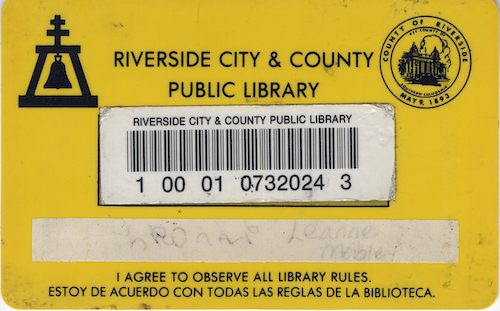 RIVERSIDE CITY & COUNTY
PUBLIC LIBRARY
COUNTY OF RIVERSIDE
MAY 9, 1893
RIVERSIDE CITY & COUNTY PUBLIC LIBRARY
1 00 01 0732024 3
Leanne
I AGREE TO OBSERVE ALL LIBRARY RULES.
ESTOY DE ACUERDO CON TODAS LAS REGLAS DE LA BIBLIOTECA.